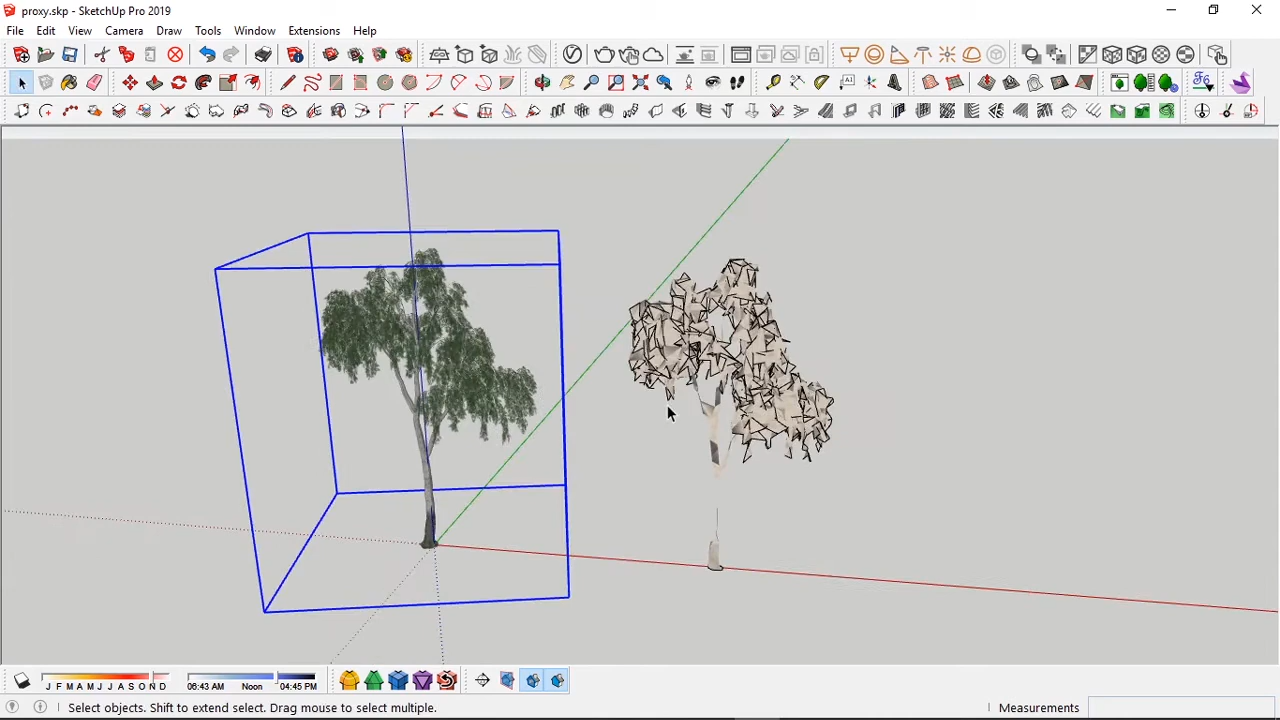 proxy.skp - SketchUp Pro 2019
File Edit View Camera Draw Tools Window Extensions Help
J F M A M J J A S O N D
06:43 AM Noon 04:45 PM
Select objects. Shift to extend select. Drag mouse to select multiple.
Measurements